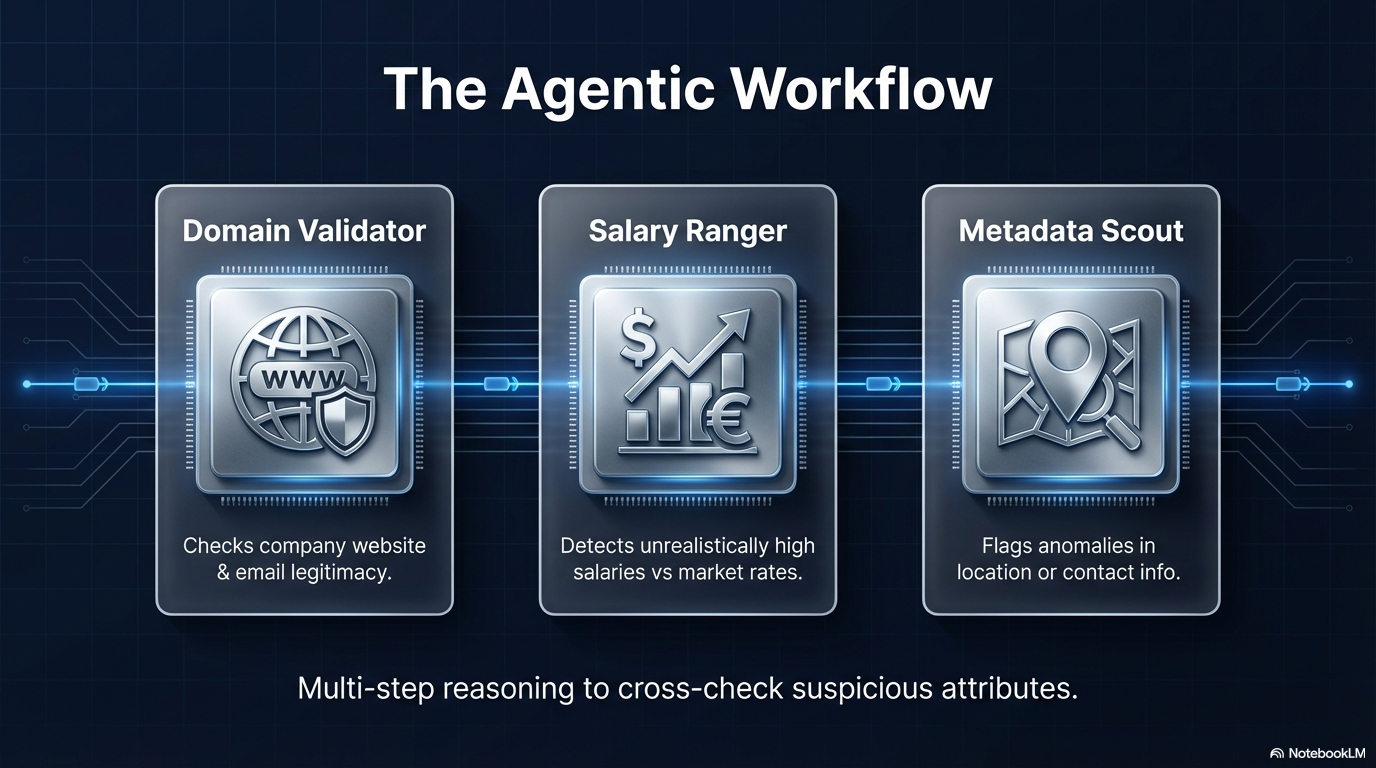 The Agentic Workflow
Domain Validator
WWW
Checks company website
& email legitimacy.
Salary Ranger
$
€
Detects unrealistically high
salaries vs market rates.
Metadata Scout
Flags anomalies in
location or contact info.
Multi-step reasoning to cross-check suspicious attributes.
NotebookLM